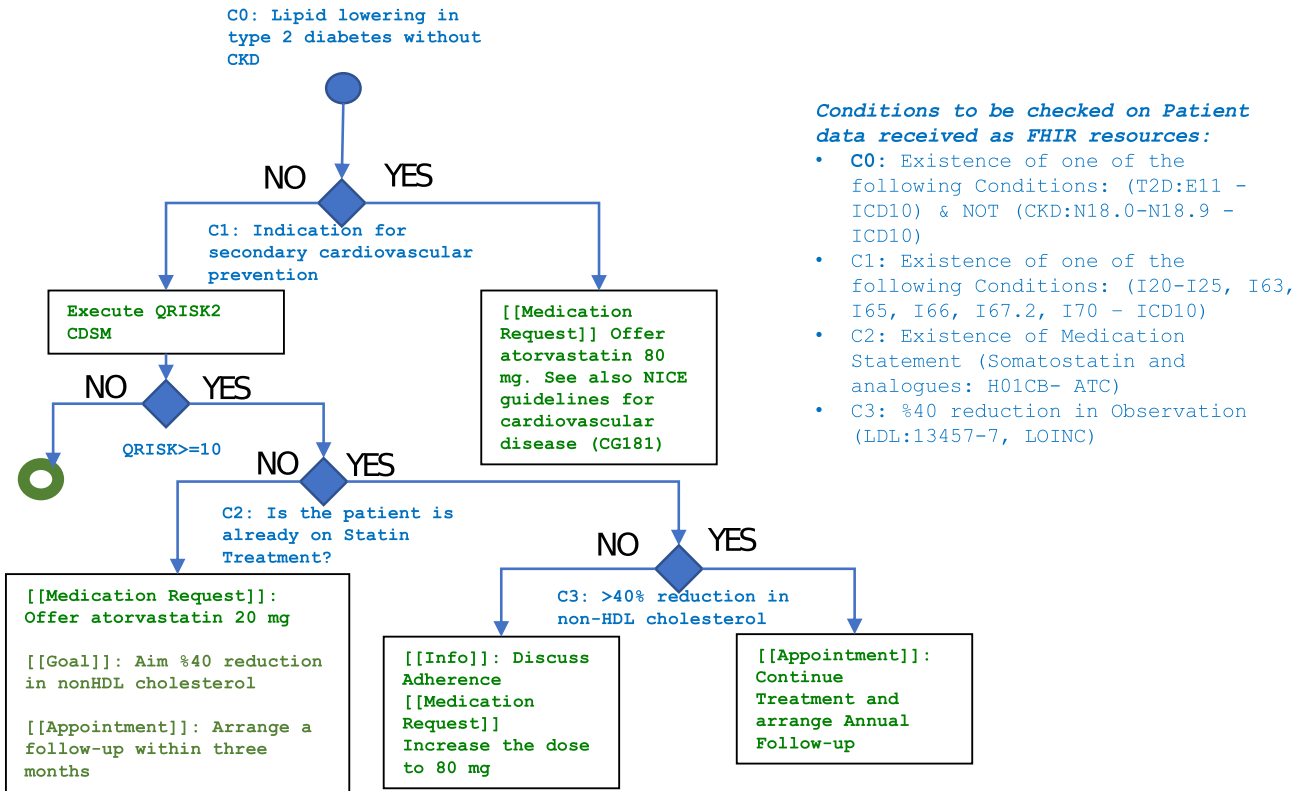 C0: Lipid lowering in
type 2 diabetes without
CKD
NO
YES
C1: Indication for
secondary cardiovascular
prevention
Execute QRISK2
CDSM
[[Medication
Request]] Offer
atorvastatin 80
mg. See also NICE
guidelines for
cardiovascular
disease (CG181)
NO
YES
QRISK>=10
NO
YES
C2: Is the patient is
already on Statin
Treatment?
NO
YES
C3: >40% reduction in
non-HDL cholesterol
[[Medication Request]]:
Offer atorvastatin 20 mg
[[Goal]]: Aim %40 reduction
in nonHDL cholesterol
[[Appointment]]: Arrange a
follow-up within three
months
[[Info]]: Discuss
Adherence
[[Medication
Request]]
Increase the dose
to 80 mg
[[Appointment]]:
Continue
Treatment and
arrange Annual
Follow-up
Conditions to be checked on Patient
data received as FHIR resources:
• C0: Existence of one of the
following Conditions: (T2D:E11 -
ICD10) & NOT (CKD:N18.0-N18.9 -
ICD10)
• C1: Existence of one of the
following Conditions: (I20-I25, I63,
I65, I66, I67.2, I70 – ICD10)
• C2: Existence of Medication
Statement (Somatostatin and
analogues: H01CB- ATC)
• C3: %40 reduction in Observation
(LDL:13457-7, LOINC)